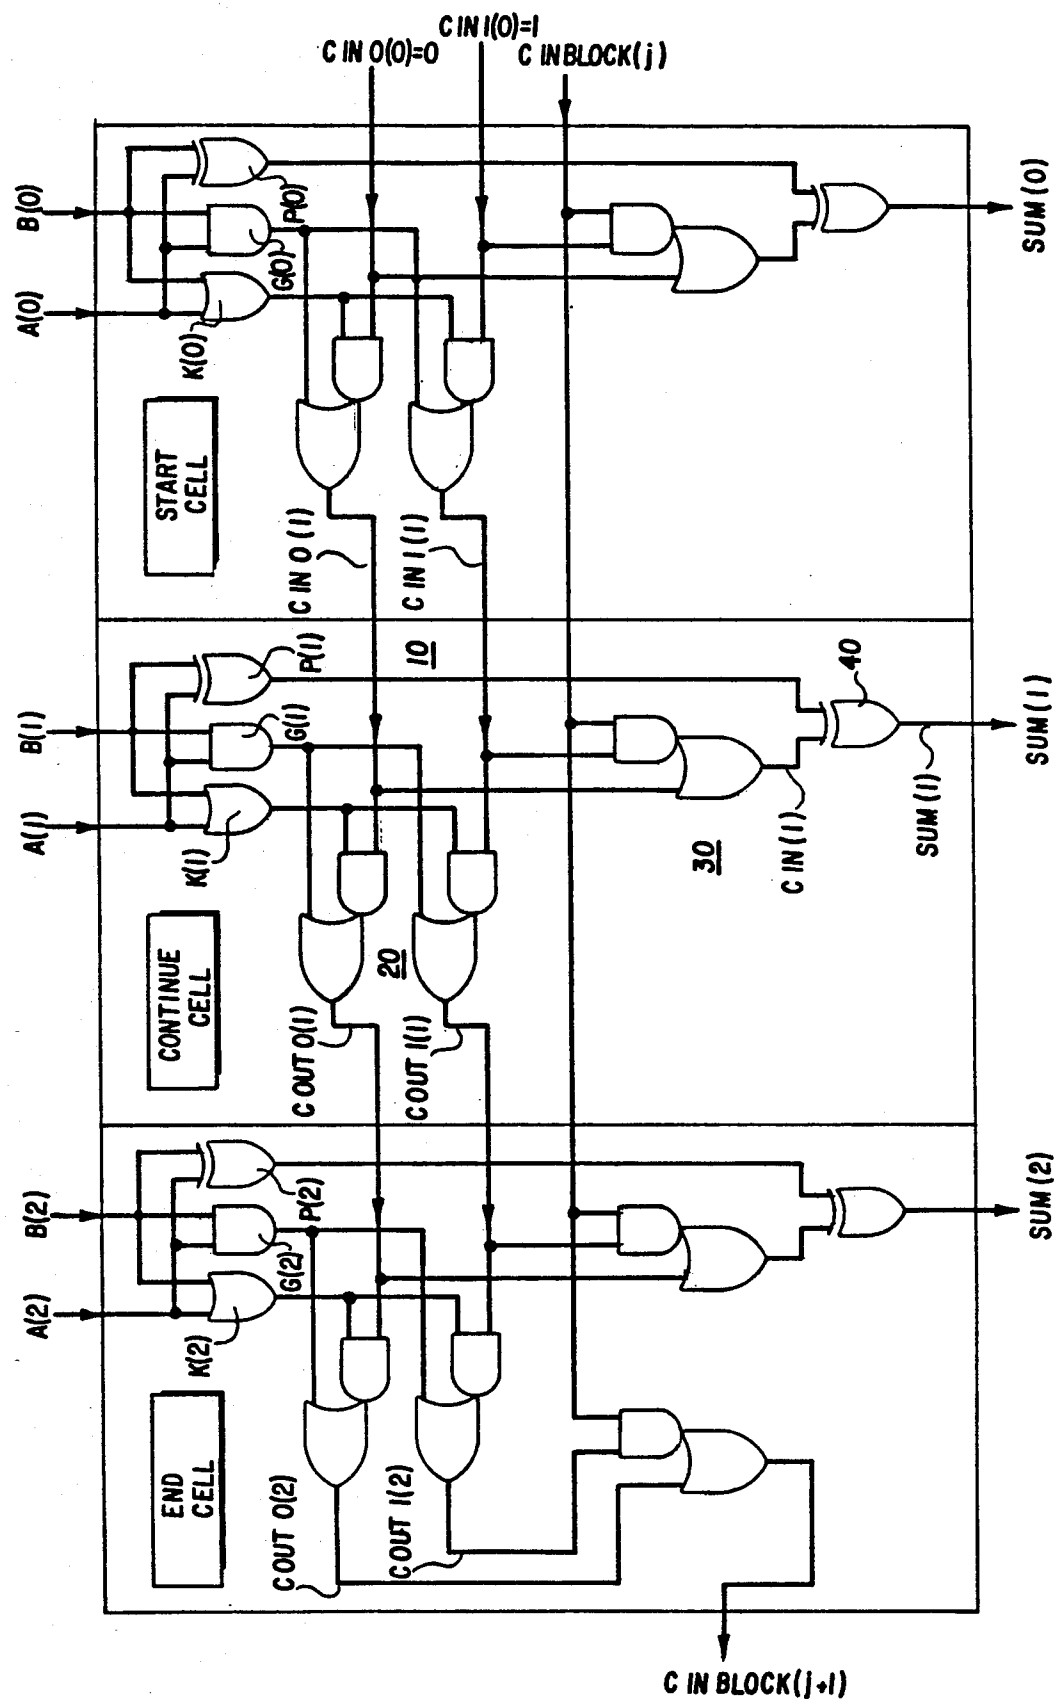 C IN 1(0)=1
C IN 0(0)=0
C IN BLOCK(j)
B(0)
A(0)
P(0)
G(0)
K(0)
START
CELL
SUM(0)
C IN 0(1)
C IN 1(1)
B(1)
A(1)
P(1)
G(1)
K(1)
10
CONTINUE
CELL
20
30
40
C IN(1)
SUM(1)
SUM(1)
C OUT 0(1)
C OUT 1(1)
B(2)
A(2)
P(2)
G(2)
K(2)
END
CELL
SUM(2)
C OUT 0(2)
C OUT 1(2)
C IN BLOCK(j+1)